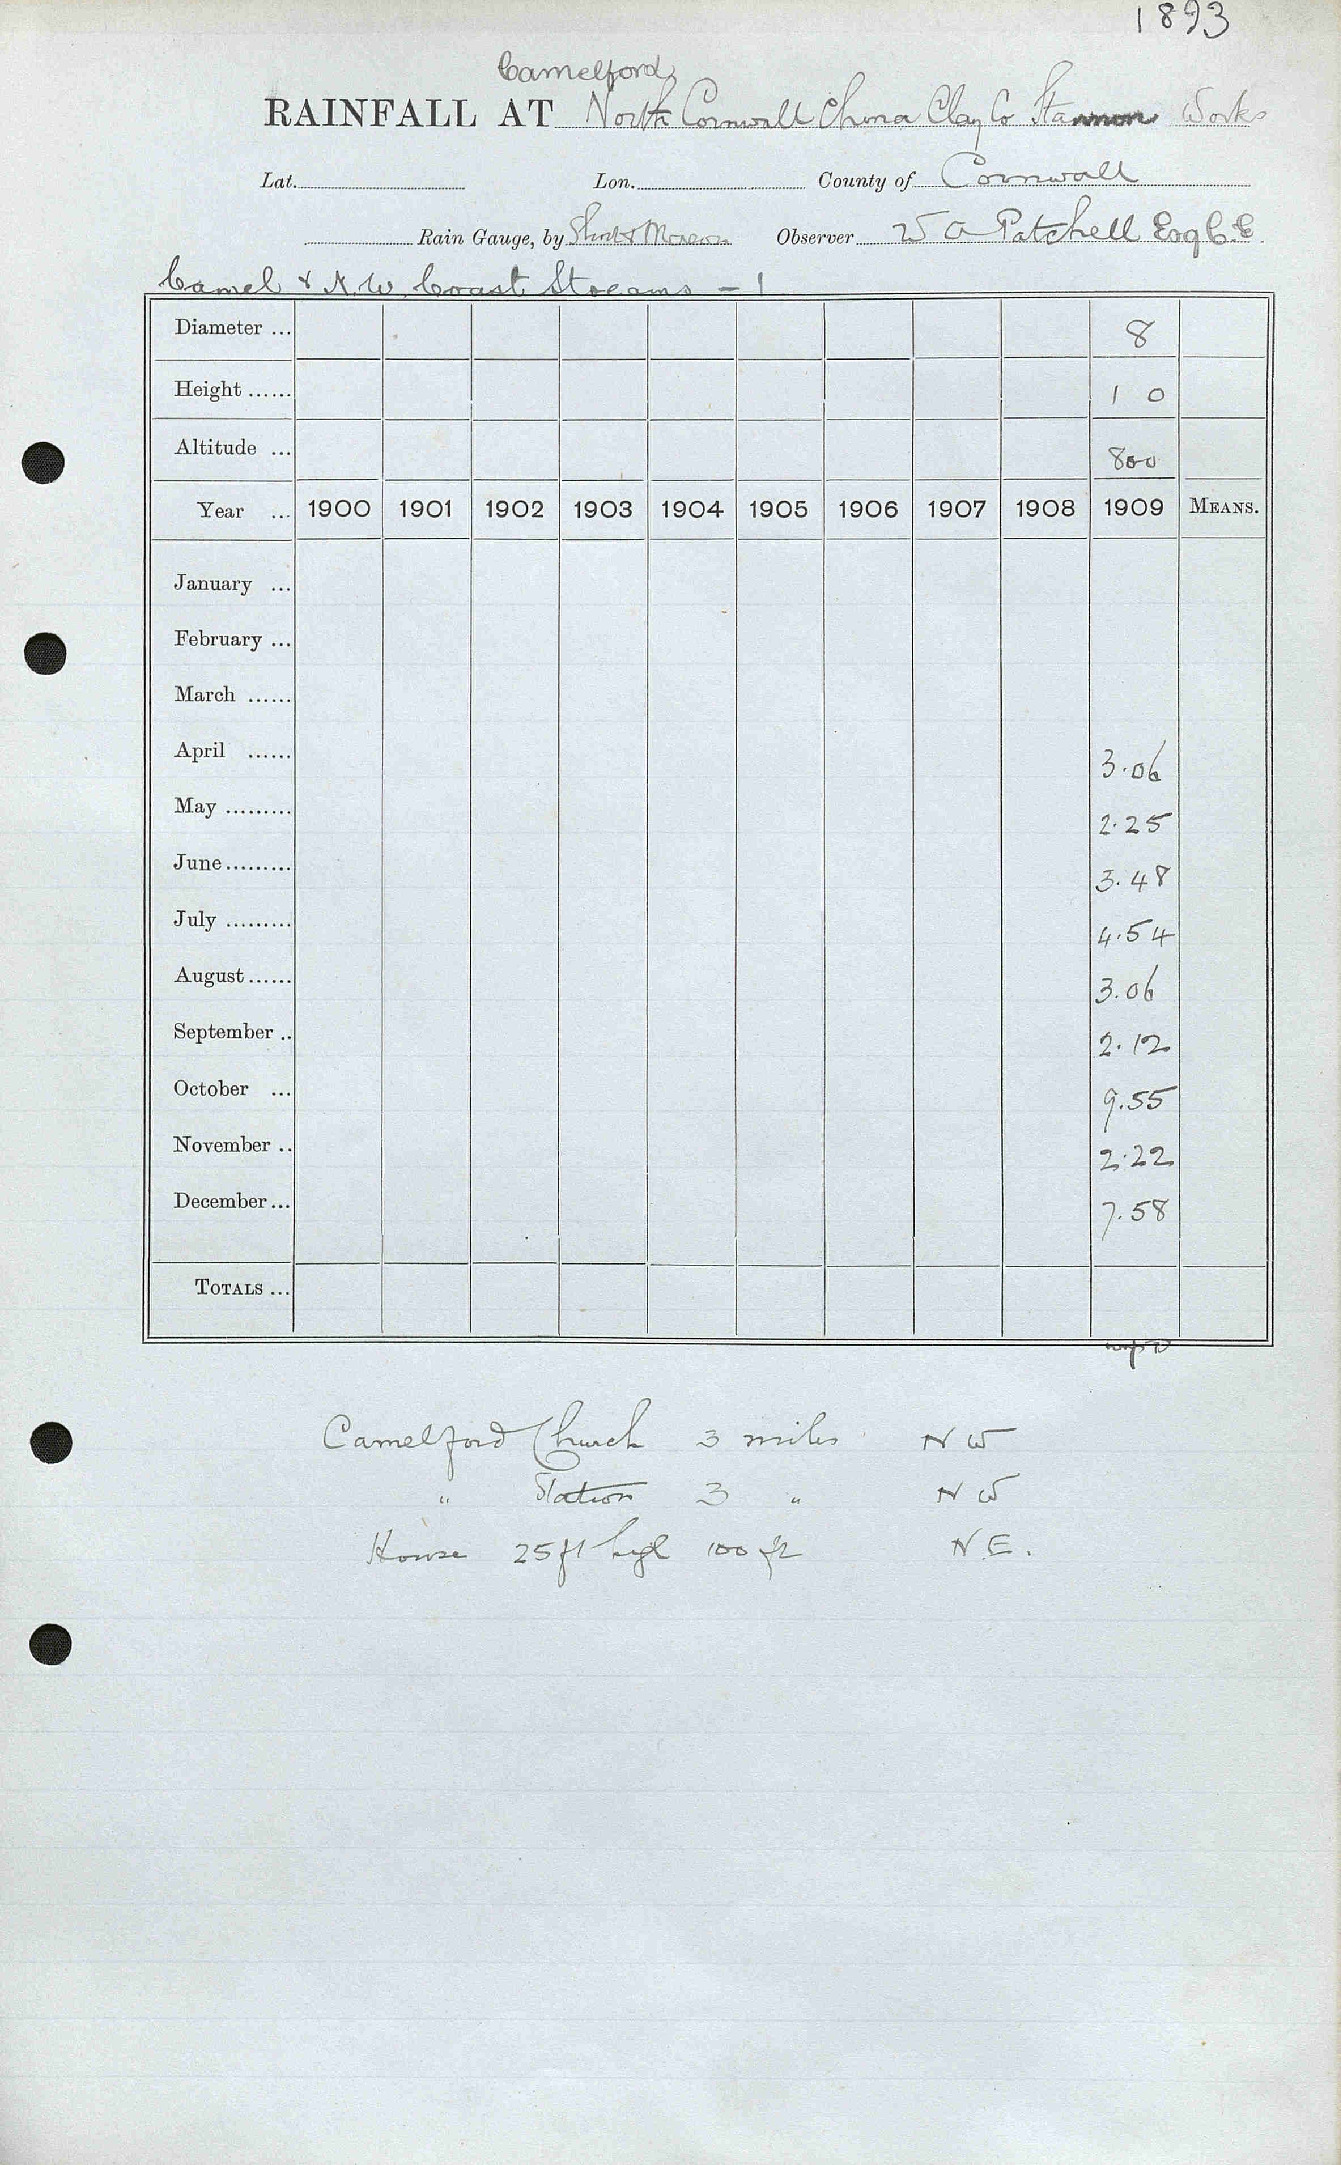 1893
Camelford
RAINFALL AT North Cornwall China Clay Co Stannon Works
Lat. Lon. County of Cornwall
Rain Gauge, by Observer W A Patchell Esq C.E.
Camel & N.W. Coast Streams - 1
Diameter ... 8
Height ...... 1 0
Altitude ... 800
Year ... 1900 1901 1902 1903 1904 1905 1906 1907 1908 1909 MEANS.
January ...
February ...
March ......
April ...... 3.06
May ......... 2.25
June ......... 3.48
July ......... 4.54
August ...... 3.06
September .. 2.12
October ... 9.55
November .. 2.22
December ... 7.58
TOTALS ...
Camelford Church 3 miles NW
" Station 3 " NW
House 25 ft high 100 ft N.E.